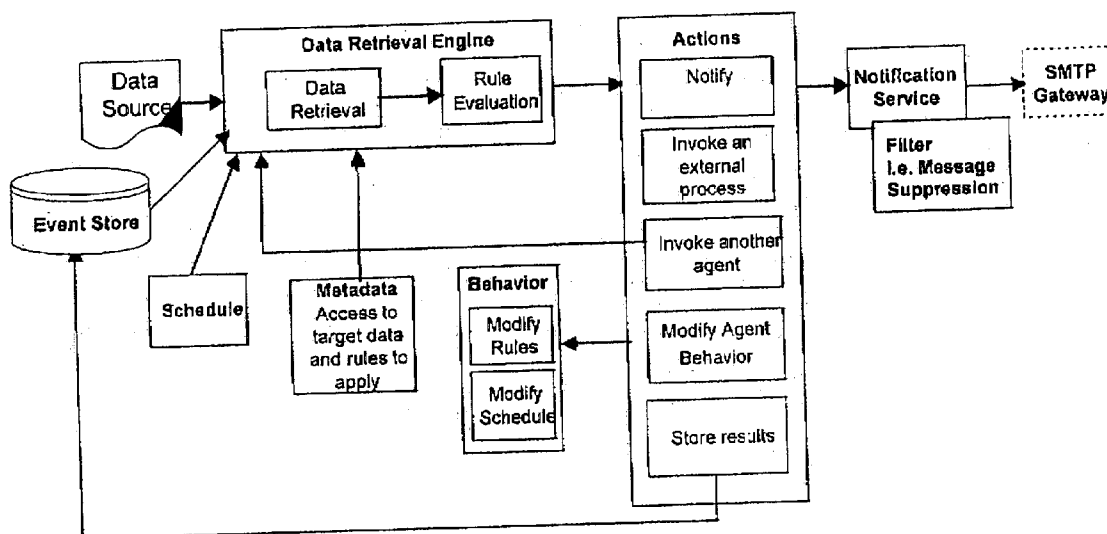 Data Retrieval Engine
Data
Source
Data
Retrieval
Rule
Evaluation
Actions
Notify
Invoke an
external
process
Invoke another
agent
Modify Agent
Behavior
Store results
Notification
Service
SMTP
Gateway
Filter
I.e. Message
Suppression
Event Store
Schedule
Metadata
Access to
target data
and rules to
apply
Behavior
Modify
Rules
Modify
Schedule